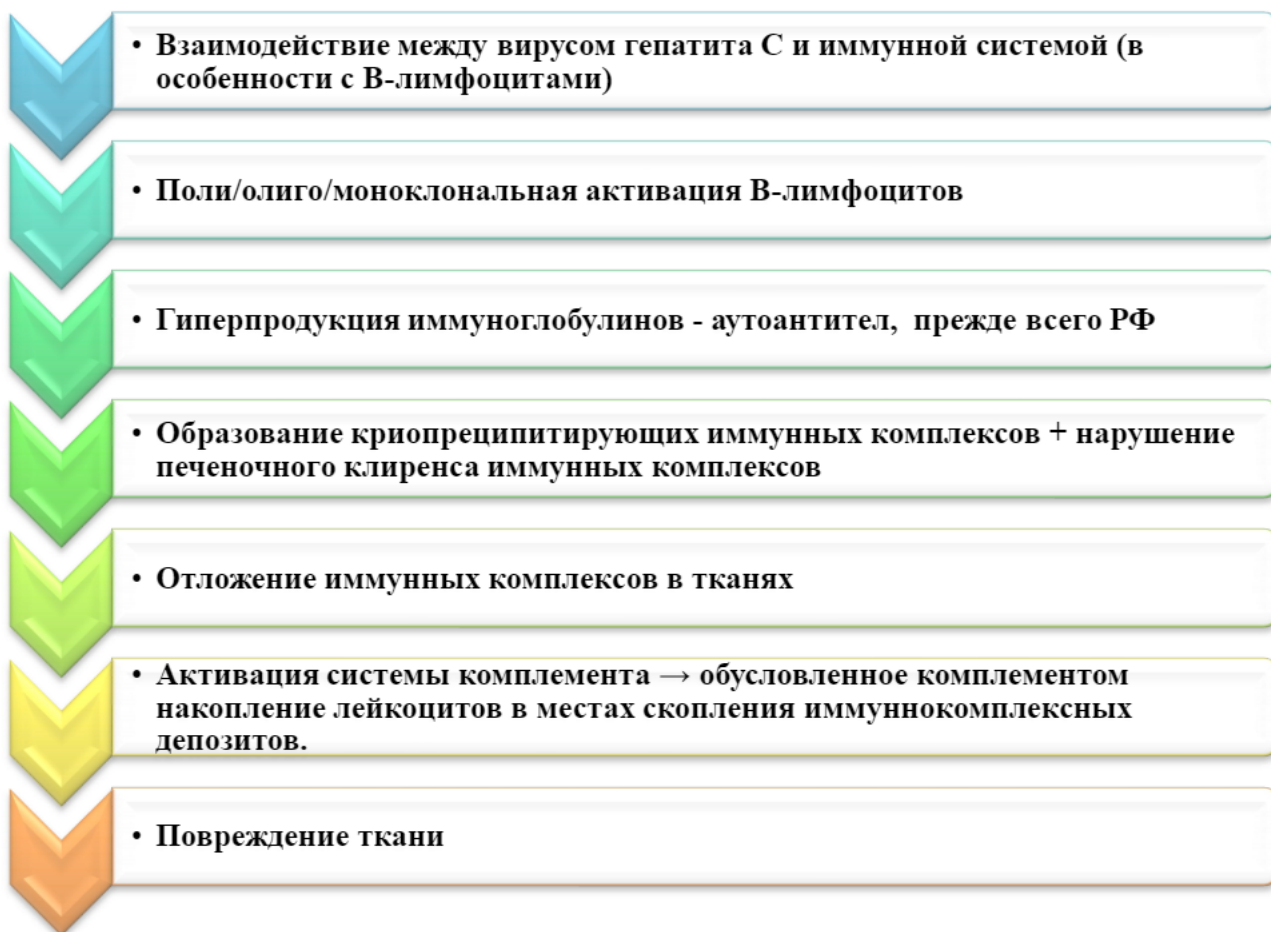 • Взаимодействие между вирусом гепатита С и иммунной системой (в
особенности с В-лимфоцитами)
• Поли/олиго/моноклональная активация В-лимфоцитов
• Гиперпродукция иммуноглобулинов - аутоантител, прежде всего РФ
• Образование криопреципитирующих иммунных комплексов + нарушение
печеночного клиренса иммунных комплексов
• Отложение иммунных комплексов в тканях
• Активация системы комплемента → обусловленное комплементом
накопление лейкоцитов в местах скопления иммуннокомплексных
депозитов.
• Повреждение ткани